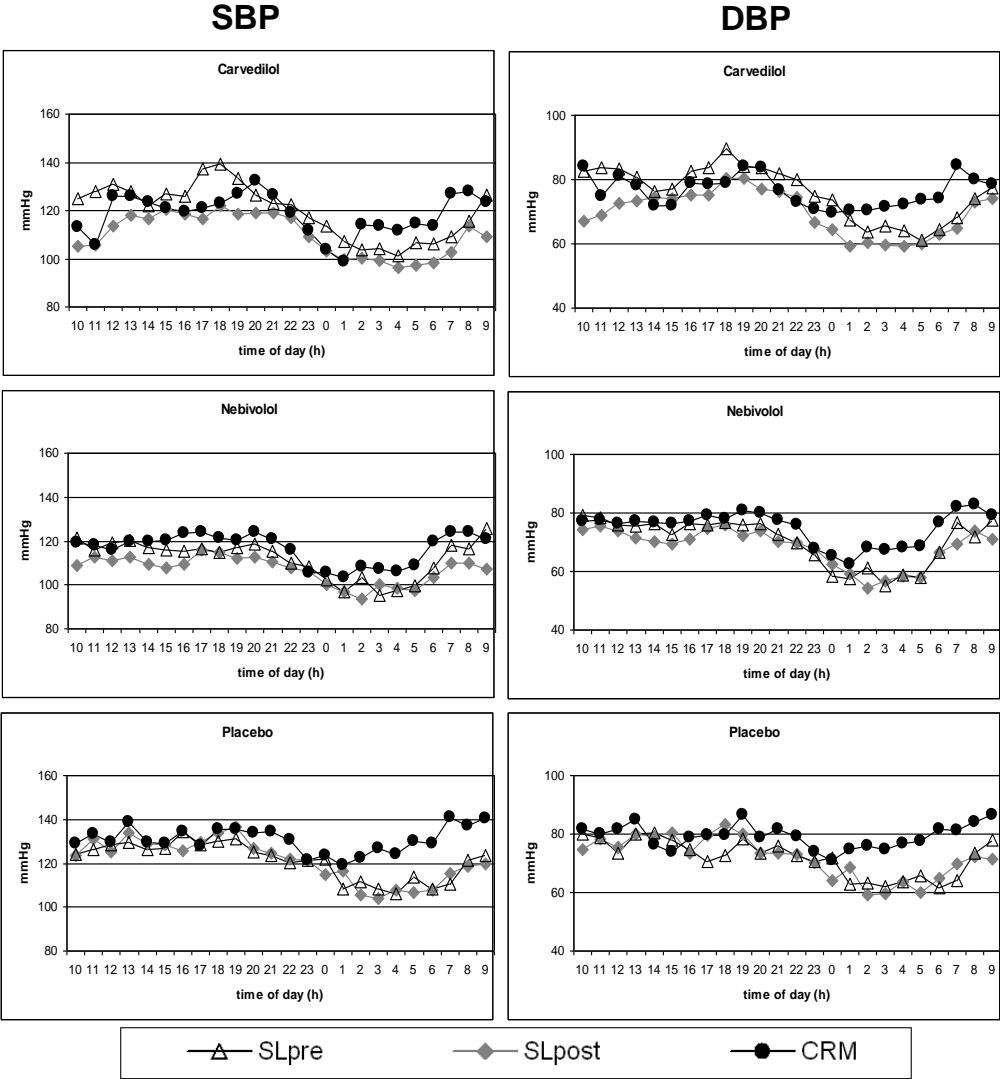 SBP DBP
Carvedilol
160
140
120
100
80
mmHg
10 11 12 13 14 15 16 17 18 19 20 21 22 23 0 1 2 3 4 5 6 7 8 9
time of day (h)
Carvedilol
100
80
60
40
mmHg
10 11 12 13 14 15 16 17 18 19 20 21 22 23 0 1 2 3 4 5 6 7 8 9
time of day (h)
Nebivolol
160
140
120
100
80
mmHg
10 11 12 13 14 15 16 17 18 19 20 21 22 23 0 1 2 3 4 5 6 7 8 9
time of day (h)
Nebivolol
100
80
60
40
mmHg
10 11 12 13 14 15 16 17 18 19 20 21 22 23 0 1 2 3 4 5 6 7 8 9
time of day (h)
Placebo
160
140
120
100
80
mmHg
10 11 12 13 14 15 16 17 18 19 20 21 22 23 0 1 2 3 4 5 6 7 8 9
time of day (h)
Placebo
100
80
60
40
mmHg
10 11 12 13 14 15 16 17 18 19 20 21 22 23 0 1 2 3 4 5 6 7 8 9
time of day (h)
SLpre SLpost CRM